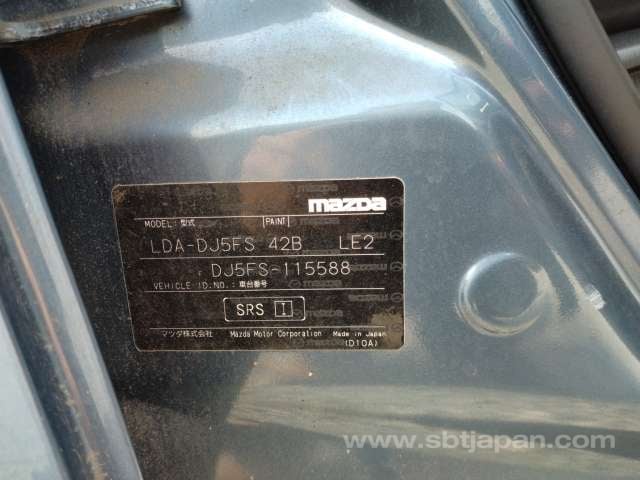 mazda
MODEL:型式 PAINT
LDA-DJ5FS 42B LE2
DJ5FS-115588
VEHICLE I.D.NO.:車台番号
SRS I
マツダ株式会社 Mazda Motor Corporation Made in Japan
(D10A)
www.sbtjapan.com